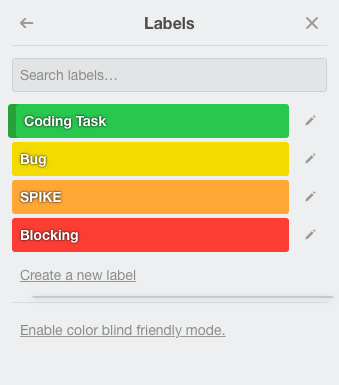 Labels
Search labels...
Coding Task
Bug
SPIKE
Blocking
Create a new label
Enable color blind friendly mode.